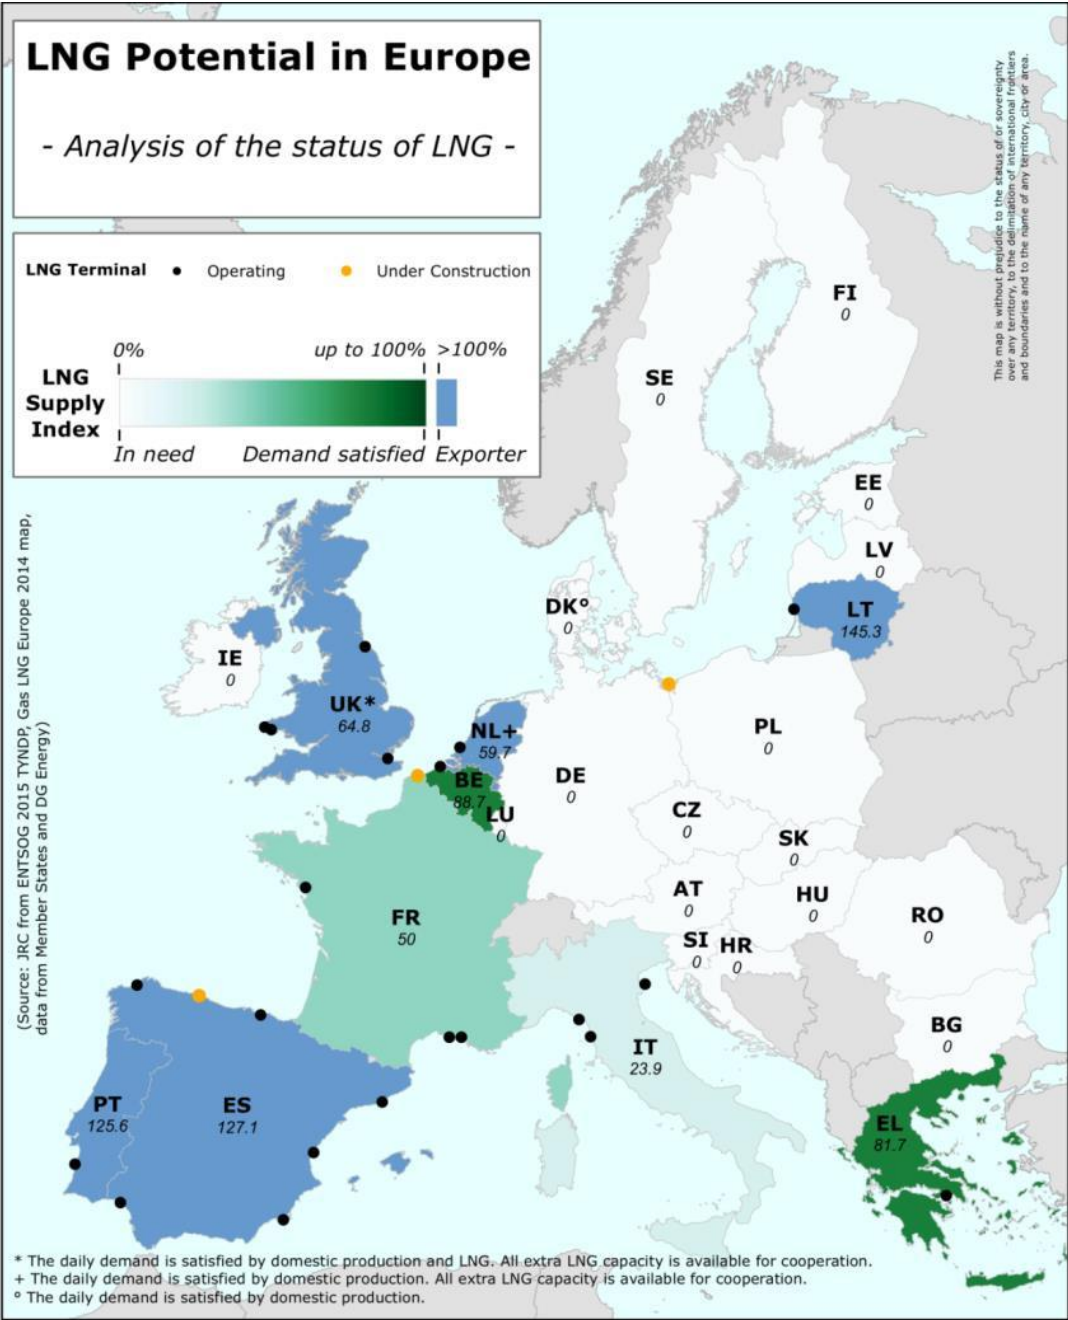 LNG Potential in Europe
- Analysis of the status of LNG -
LNG Terminal Operating Under Construction
0% up to 100% >100%
LNG
Supply
Index
In need Demand satisfied Exporter
This map is without prejudice to the status of or sovereignty
over any territory, to the delimitation of international frontiers
and boundaries and to the name of any territory, city or area.
(Source: JRC from ENTSOG 2015 TYNDP, Gas LNG Europe 2014 map,
data from Member States and DG Energy)
FI
0
SE
0
EE
0
LV
0
LT
145.3
DK°
0
IE
0
UK*
64.8
NL+
59.7
BE
88.7
LU
0
DE
0
PL
0
CZ
0
SK
0
AT
0
HU
0
RO
0
SI
0
HR
0
FR
50
IT
23.9
BG
0
PT
125.6
ES
127.1
EL
81.7
* The daily demand is satisfied by domestic production and LNG. All extra LNG capacity is available for cooperation.
+ The daily demand is satisfied by domestic production. All extra LNG capacity is available for cooperation.
° The daily demand is satisfied by domestic production.